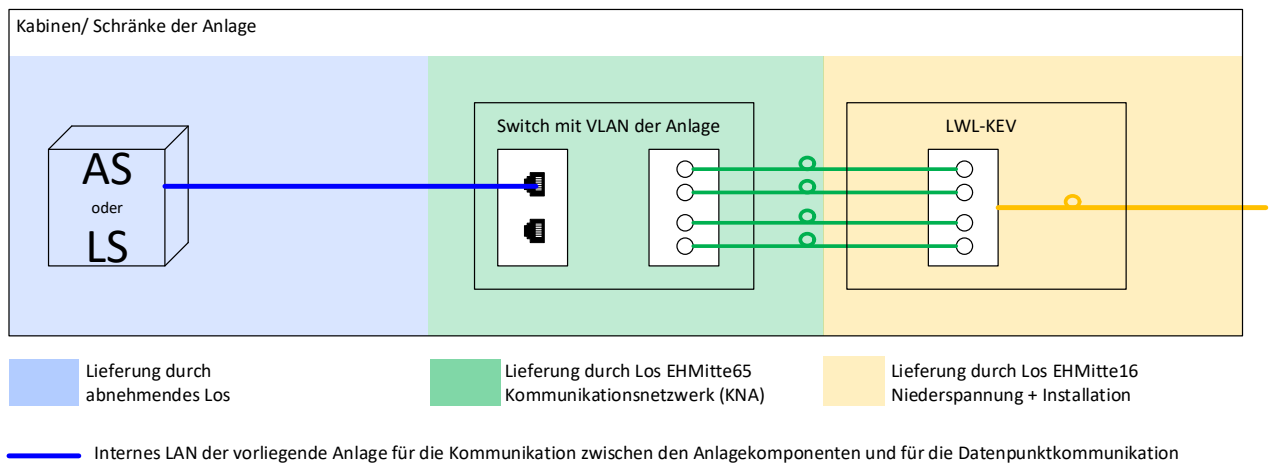 Kabinen/ Schränke der Anlage
Switch mit VLAN der Anlage
LWL-KEV
AS
oder
LS
Lieferung durch
abnehmendes Los
Lieferung durch Los EHMitte65
Kommunikationsnetzwerk (KNA)
Lieferung durch Los EHMitte16
Niederspannung + Installation
Internes LAN der vorliegende Anlage für die Kommunikation zwischen den Anlagekomponenten und für die Datenpunktkommunikation